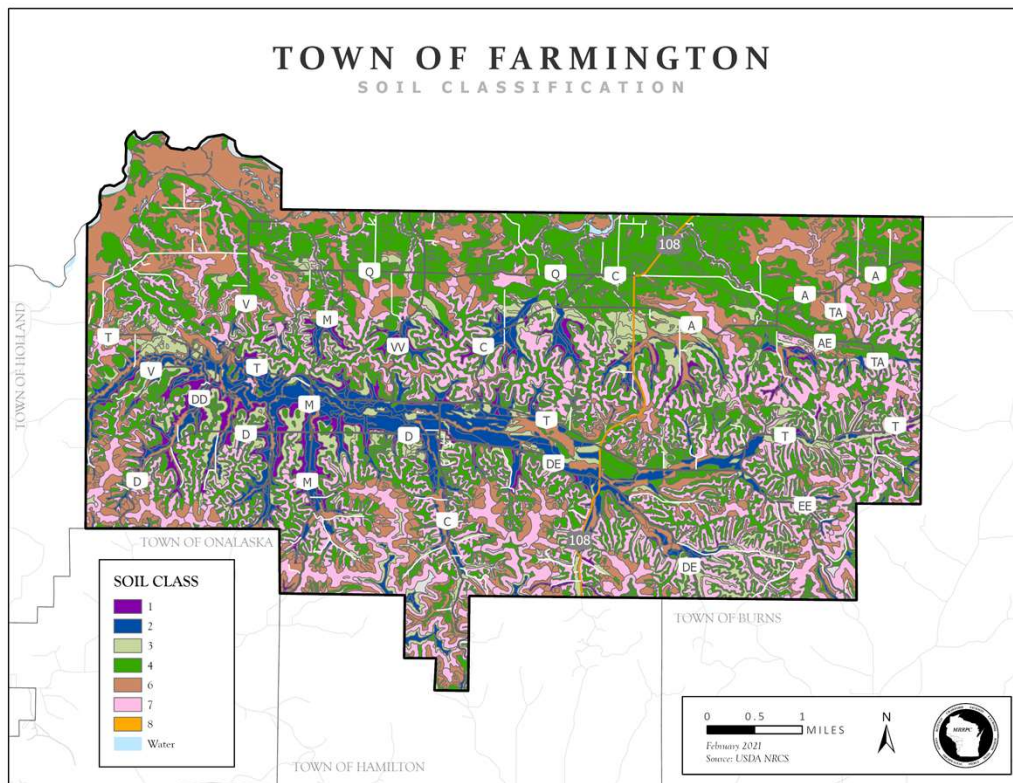 TOWN OF FARMINGTON
SOIL CLASSIFICATION
108
Q
Q
C
A
A
V
M
TA
T
VV
C
A
AE
TA
V
T
DD
M
T
T
T
D
D
DE
D
M
EE
C
108
DE
TOWN OF HOLLAND
TOWN OF ONALASKA
TOWN OF BURNS
TOWN OF HAMILTON
SOIL CLASS
1
2
3
4
6
7
8
Water
0 0.5 1
MILES
February 2021
Source: USDA NRCS
N
MRRPC